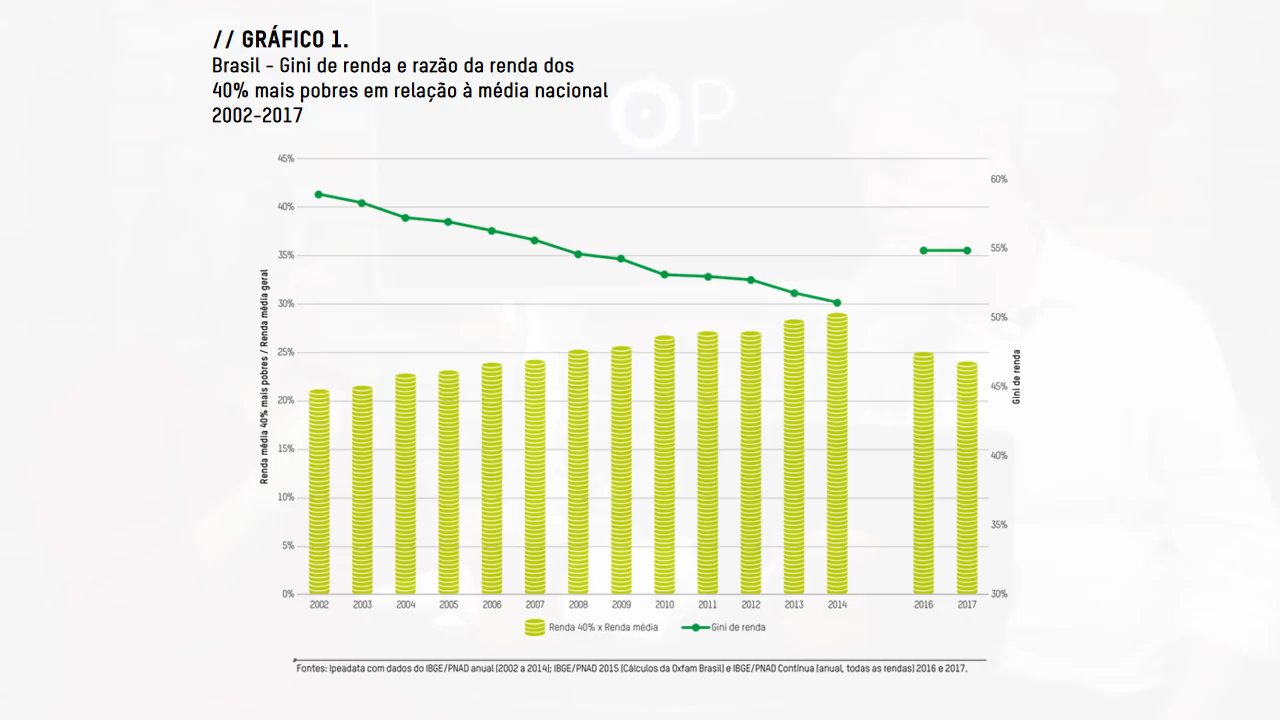 // GRÁFICO 1.
Brasil - Gini de renda e razão da renda dos
40% mais pobres em relação à média nacional
2002-2017
OP
45%
40%
35%
30%
25%
20%
15%
10%
5%
0%
Renda média 40% mais pobres / Renda média geral
60%
55%
50%
45%
40%
35%
30%
Gini de renda
2002 2003 2004 2005 2006 2007 2008 2009 2010 2011 2012 2013 2014 2016 2017
Renda 40% x Renda média Gini de renda
Fontes: Ipeadata com dados do IBGE/PNAD anual (2002 a 2014); IBGE/PNAD 2015 (Cálculos da Oxfam Brasil) e IBGE/PNAD Contínua (anual, todas as rendas) 2016 e 2017.